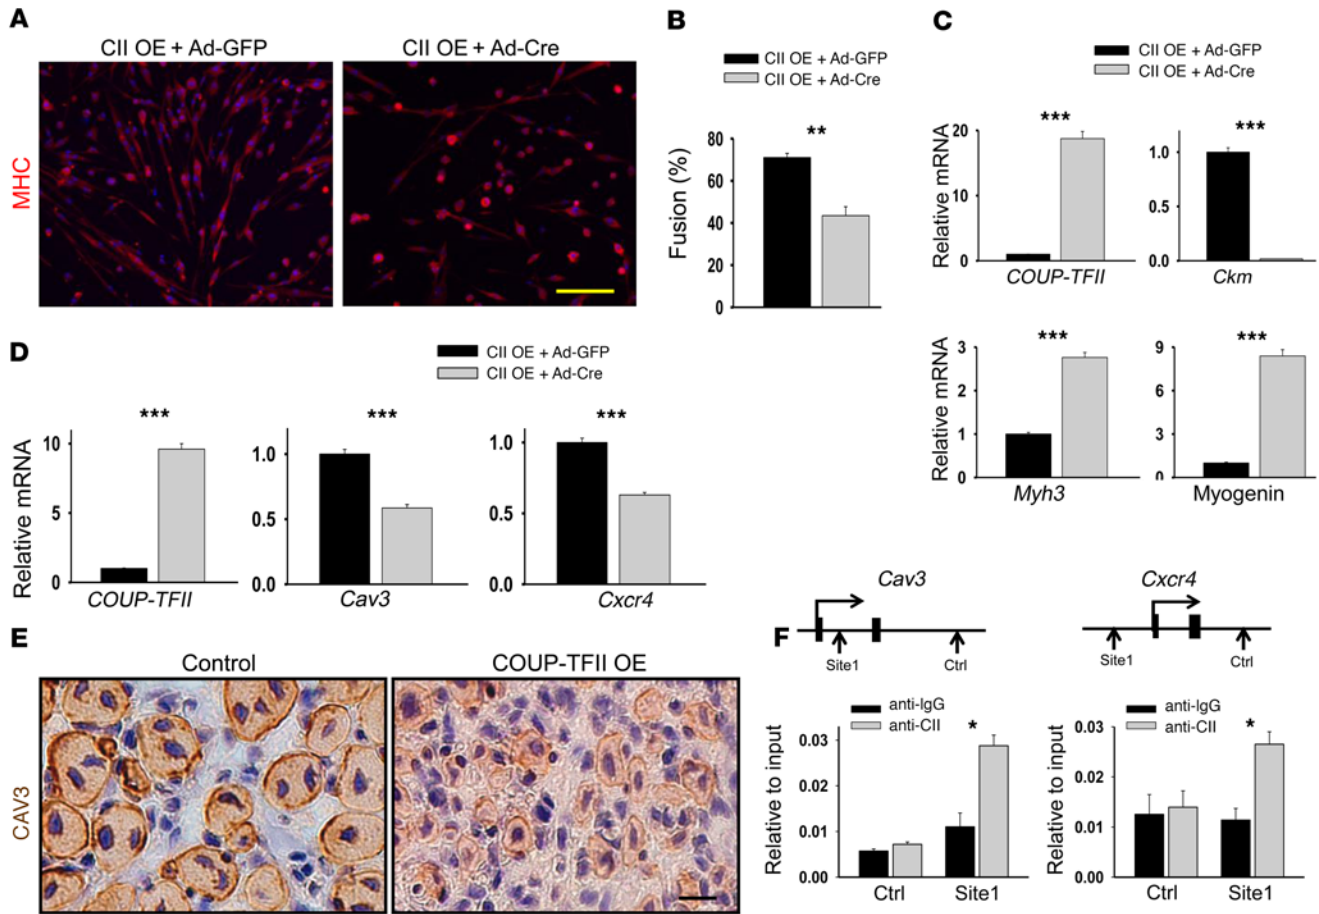 A
CII OE + Ad-GFP
CII OE + Ad-Cre
MHC
B
CII OE + Ad-GFP
CII OE + Ad-Cre
**
Fusion (%)
80
60
40
20
0
C
CII OE + Ad-GFP
CII OE + Ad-Cre
***
Relative mRNA
20
10
0
COUP-TFII
***
1.0
0.5
0.0
Ckm
***
Relative mRNA
3
2
1
0
Myh3
***
9
6
3
0
Myogenin
D
CII OE + Ad-GFP
CII OE + Ad-Cre
***
Relative mRNA
10
5
0
COUP-TFII
***
1.0
0.5
0.0
Cav3
***
1.0
0.5
0.0
Cxcr4
E
Control
COUP-TFII OE
CAV3
F
Cav3
Site1
Ctrl
anti-IgG
anti-CII
*
Relative to input
0.03
0.02
0.01
0.00
Ctrl
Site1
Cxcr4
Site1
Ctrl
anti-IgG
anti-CII
*
Relative to input
0.03
0.02
0.01
0.00
Ctrl
Site1